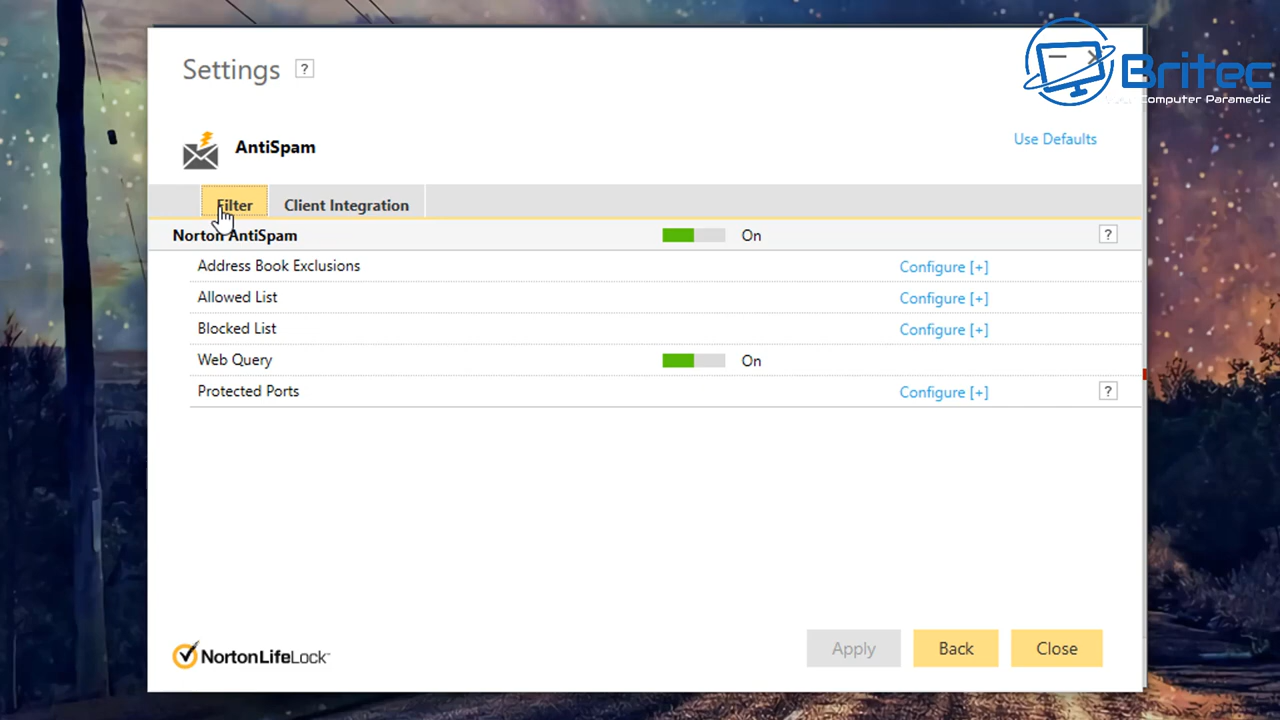 Settings ?
Britec
Computer Paramedic
AntiSpam
Use Defaults
Filter
Client Integration
Norton AntiSpam On ?
Address Book Exclusions Configure [+]
Allowed List Configure [+]
Blocked List Configure [+]
Web Query On
Protected Ports Configure [+] ?
NortonLifeLock
Apply
Back
Close